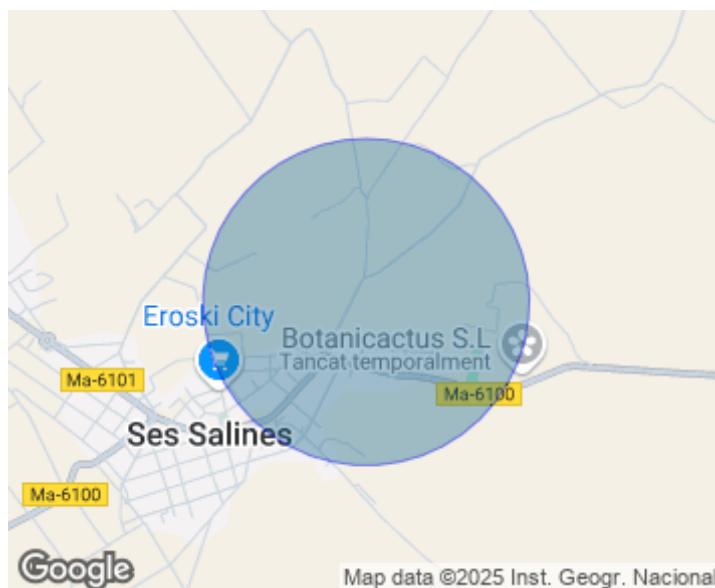 Eroski City
Botanicactus S.L
Tancat temporalment
Ma-6101
Ma-6100
Ses Salines
Ma-6100
Google
Map data ©2025 Inst. Geogr. Nacional